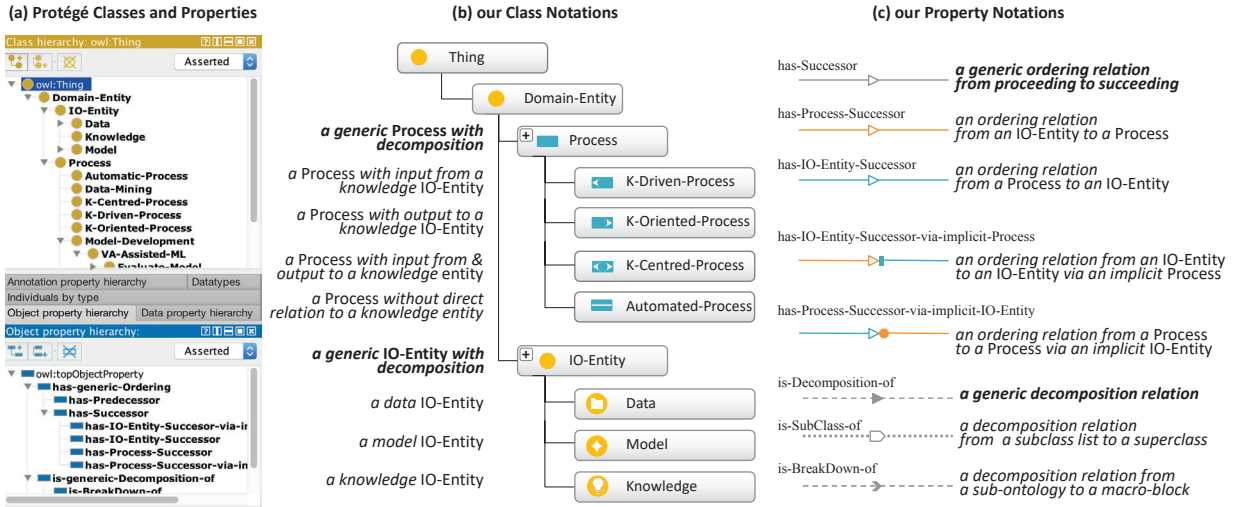 (a) Protégé Classes and Properties
Class hierarchy: owl:Thing
Asserted
owl:Thing
Domain-Entity
IO-Entity
Data
Knowledge
Model
Process
Automatic-Process
Data-Mining
K-Centred-Process
K-Driven-Process
K-Oriented-Process
Model-Development
VA-Assisted-ML
Evaluate-Model
Annotation property hierarchy
Datatypes
Individuals by type
Object property hierarchy
Data property hierarchy
Object property hierarchy:
Asserted
owl:topObjectProperty
has-generic-Ordering
has-Predecessor
has-Successor
has-IO-Entity-Succesor-via-ir
has-IO-Entity-Successor
has-Process-Successor
has-Process-Successor-via-in
is-genereic-Decomposition-of
is-BreakDown-of
(b) our Class Notations
Thing
Domain-Entity
a generic Process with
decomposition
Process
a Process with input from a
knowledge IO-Entity
K-Driven-Process
a Process with output to a
knowledge IO-Entity
K-Oriented-Process
a Process with input from &
output to a knowledge entity
K-Centred-Process
a Process without direct
relation to a knowledge entity
Automated-Process
a generic IO-Entity with
decomposition
IO-Entity
a data IO-Entity
Data
a model IO-Entity
Model
a knowledge IO-Entity
Knowledge
(c) our Property Notations
has-Successor
a generic ordering relation
from proceeding to succeeding
has-Process-Successor
an ordering relation
from an IO-Entity to a Process
has-IO-Entity-Successor
an ordering relation
from a Process to an IO-Entity
has-IO-Entity-Successor-via-implicit-Process
an ordering relation from an IO-Entity
to an IO-Entity via an implicit Process
has-Process-Successor-via-implicit-IO-Entity
an ordering relation from a Process
to a Process via an implicit IO-Entity
is-Decomposition-of
a generic decomposition relation
is-SubClass-of
a decomposition relation
from a subclass list to a superclass
is-BreakDown-of
a decomposition relation from
a sub-ontology to a macro-block